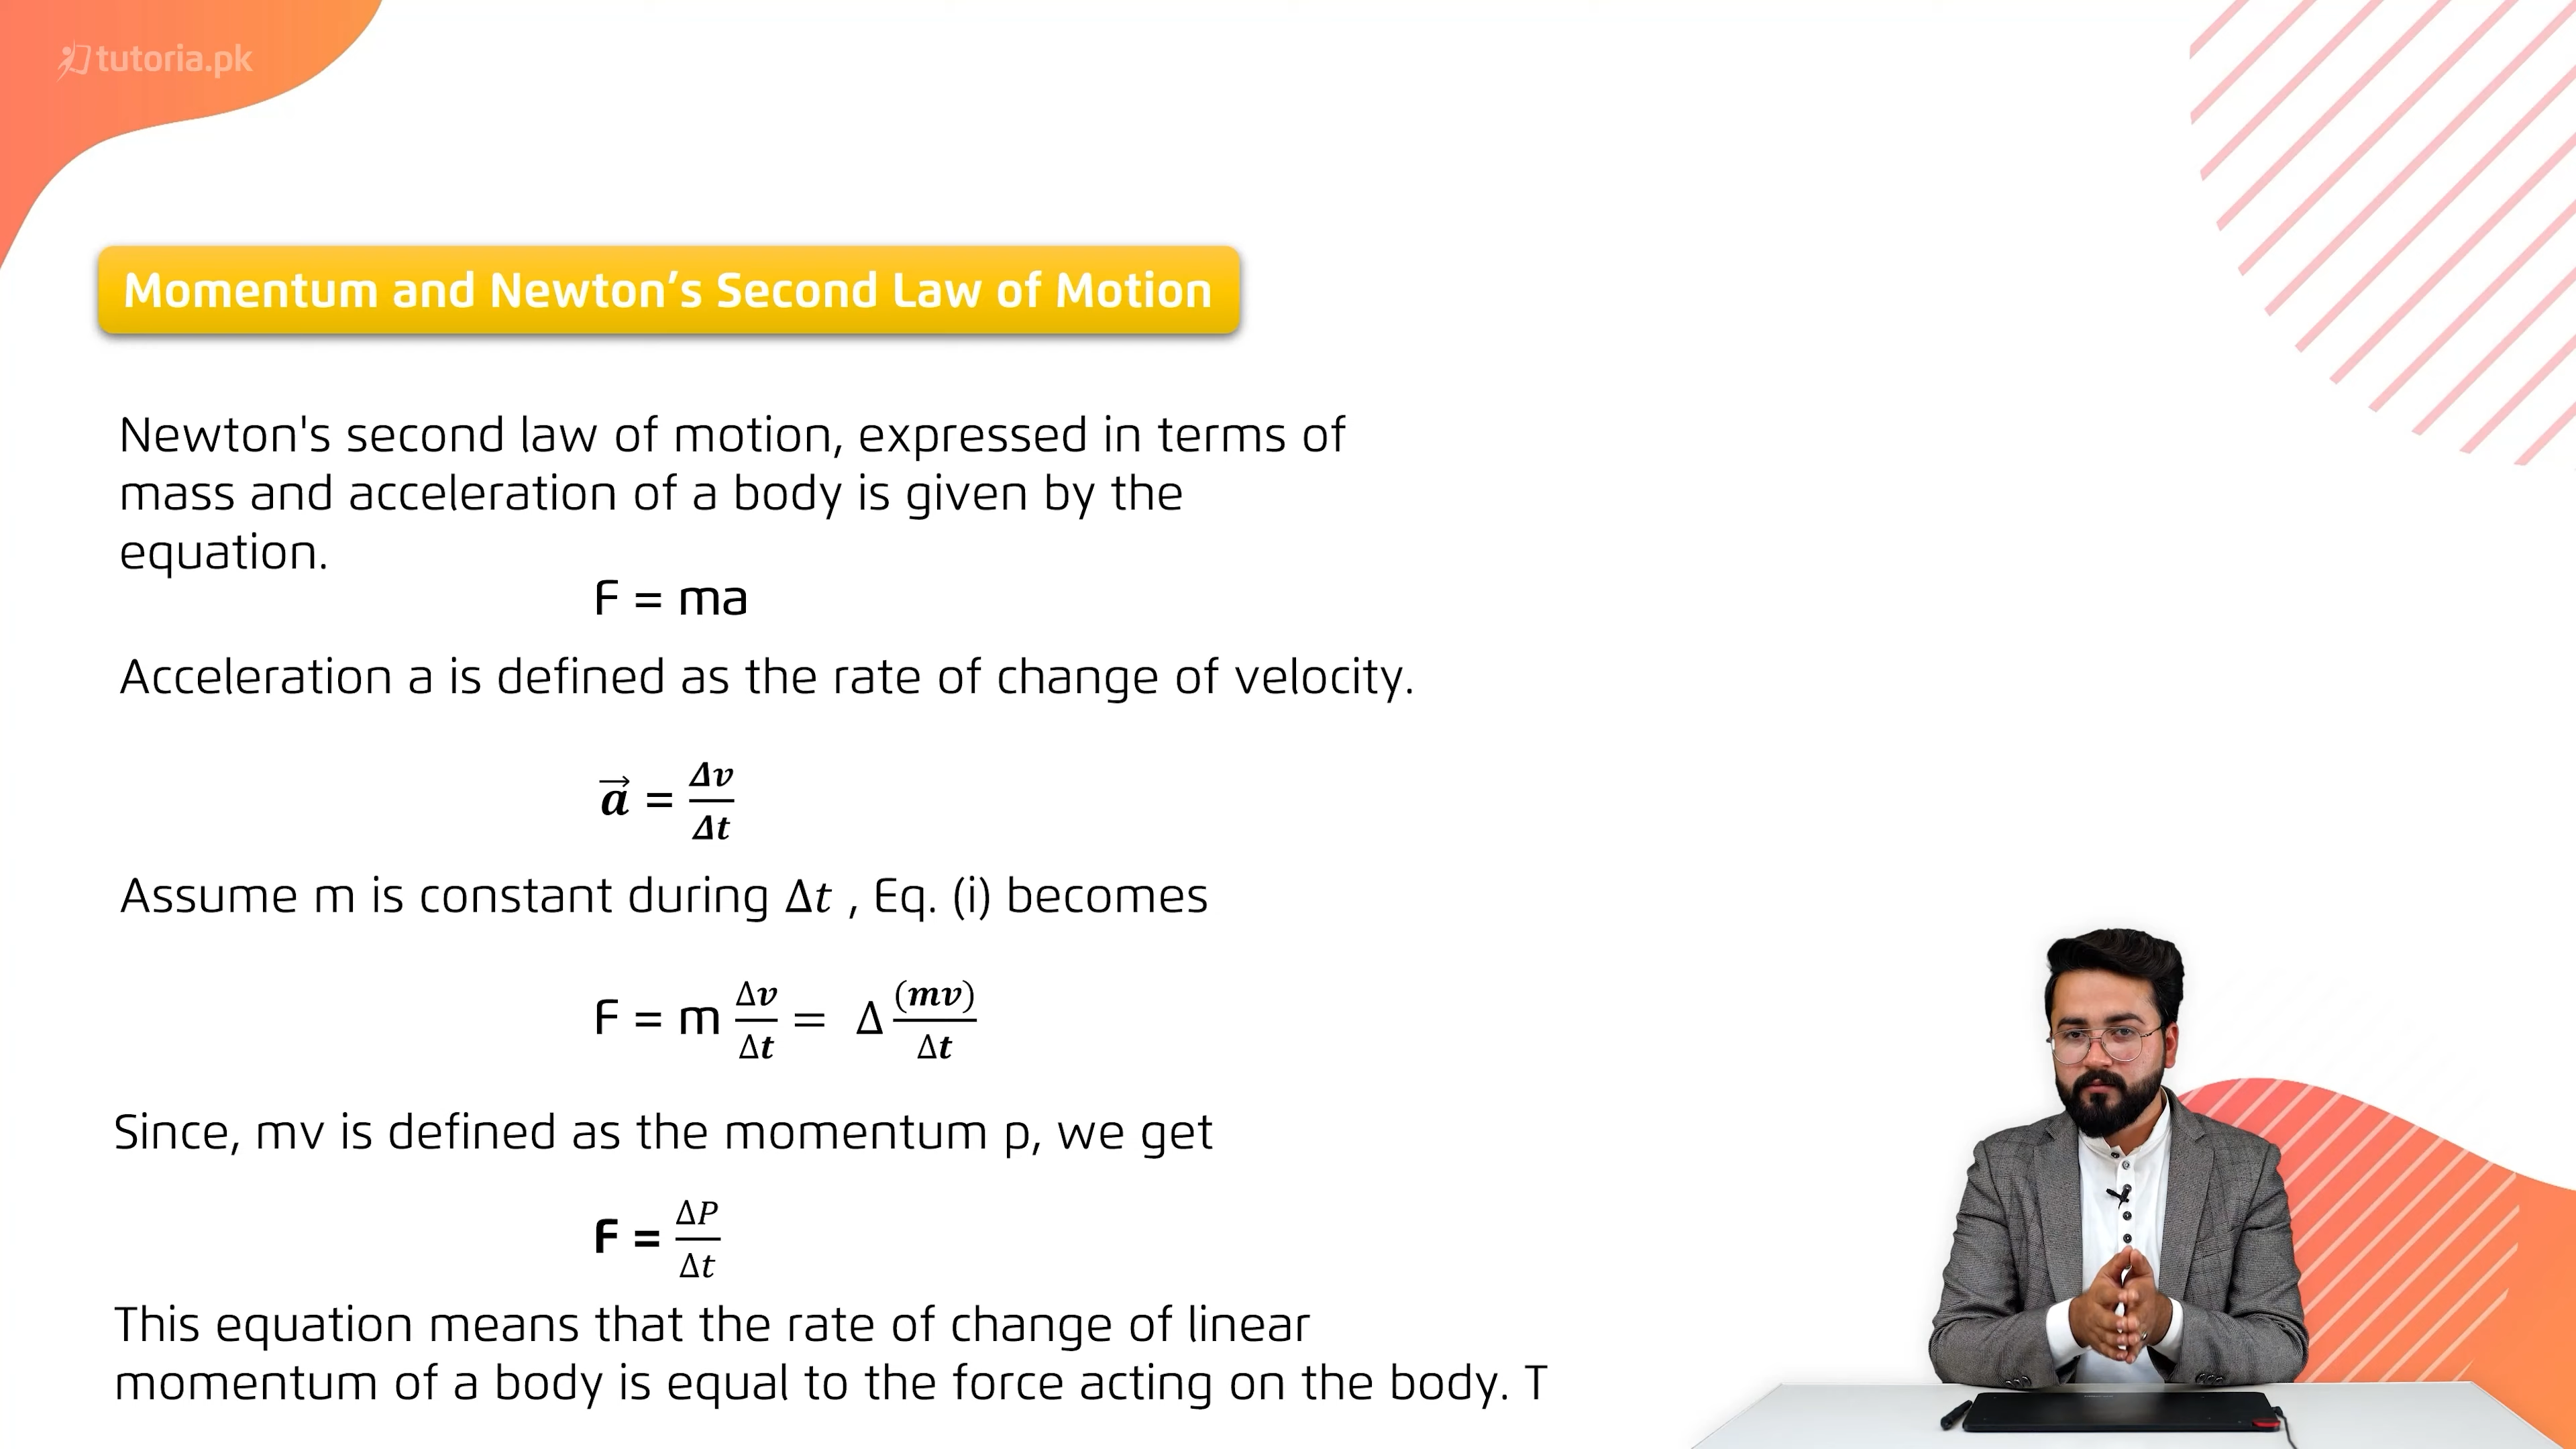 tutoria.pk
Momentum and Newton’s Second Law of Motion
Newton's second law of motion, expressed in terms of
mass and acceleration of a body is given by the
equation.
F = ma
Acceleration a is defined as the rate of change of velocity.
a⃗ = Δv/Δt
Assume m is constant during Δt , Eq. (i) becomes
F = m Δv/Δt = Δ (mv)/Δt
Since, mv is defined as the momentum p, we get
F = ΔP/Δt
This equation means that the rate of change of linear
momentum of a body is equal to the force acting on the body. T